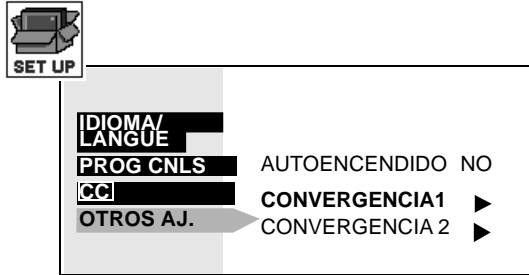 SET UP
IDIOMA/
LANGUE
PROG CNLS
CC
OTROS AJ.
AUTOENCENDIDO NO
CONVERGENCIA1
CONVERGENCIA 2